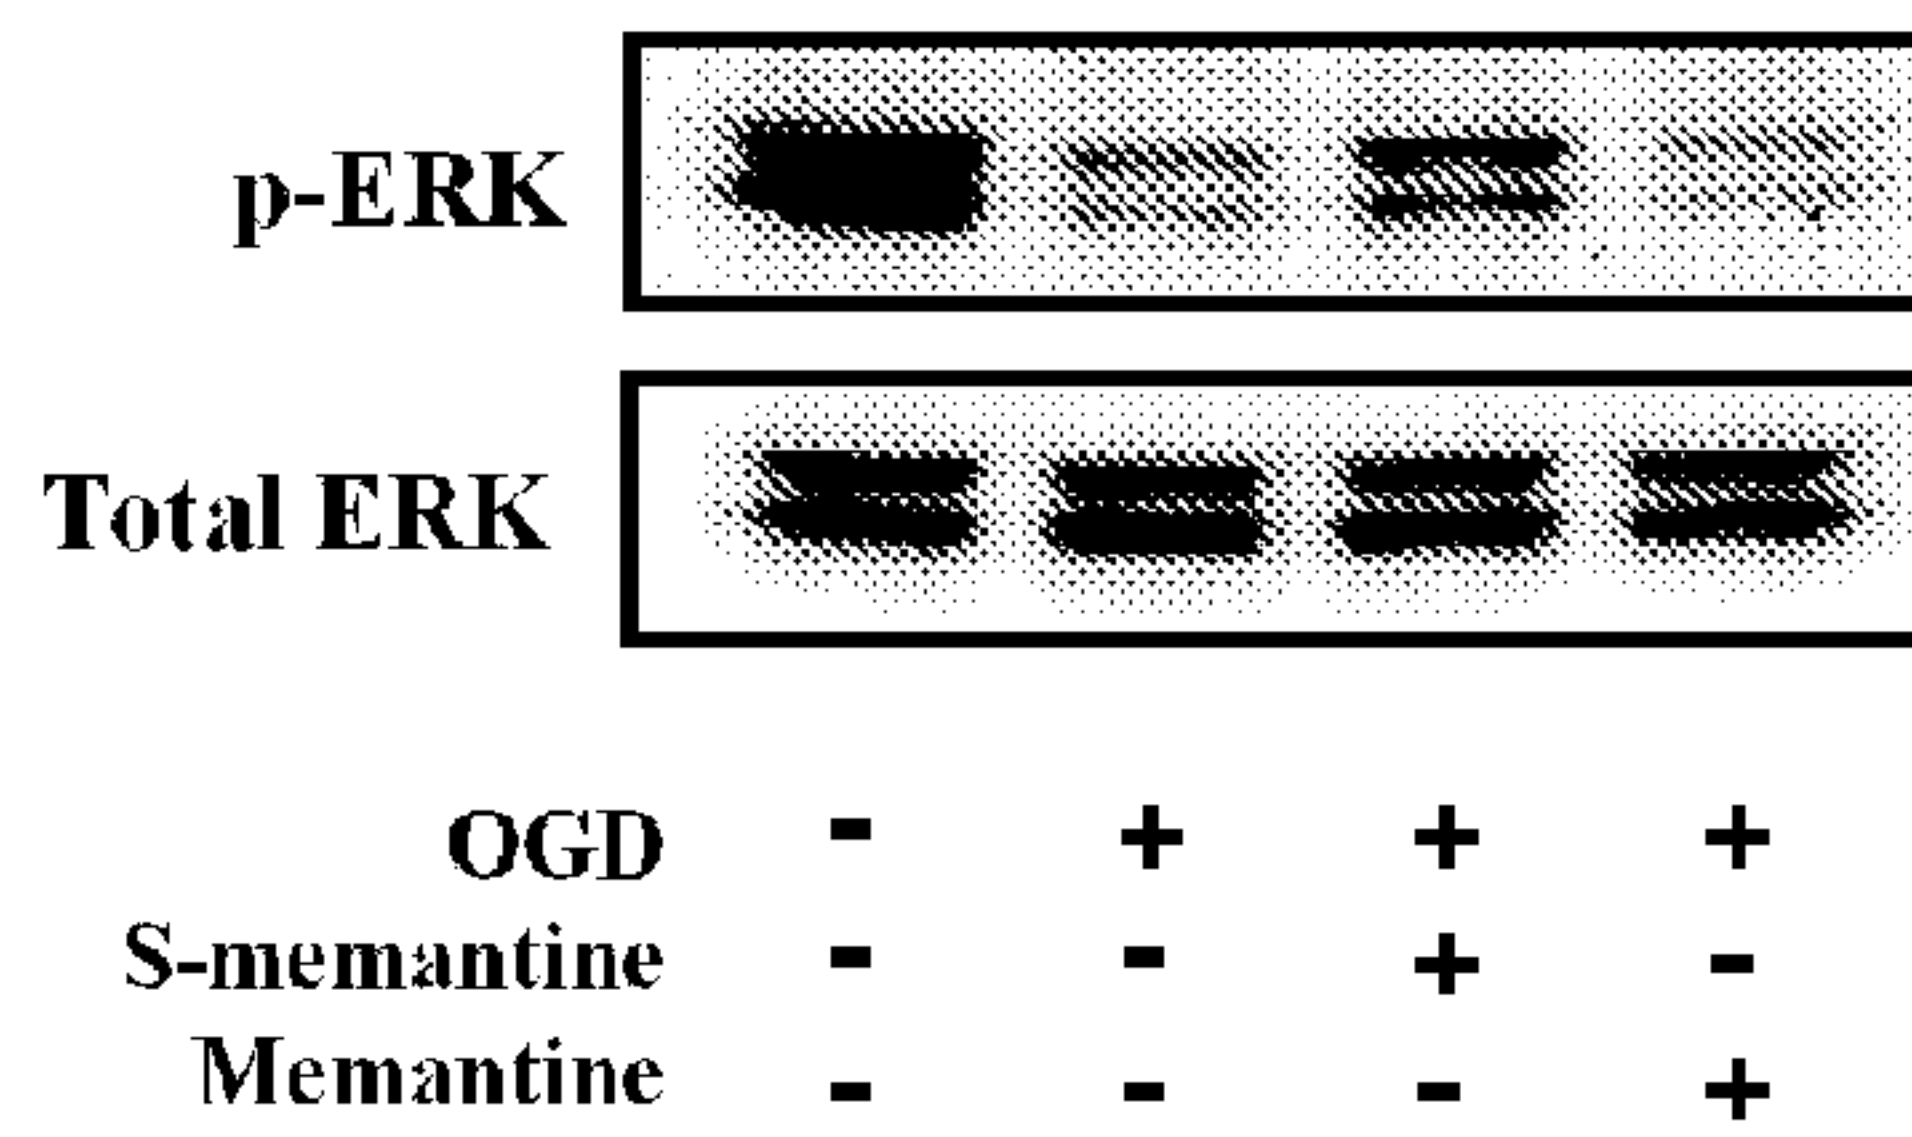 p-ERK
Total ERK
OGD - + + +
S-memantine - - + -
Memantine - - - +